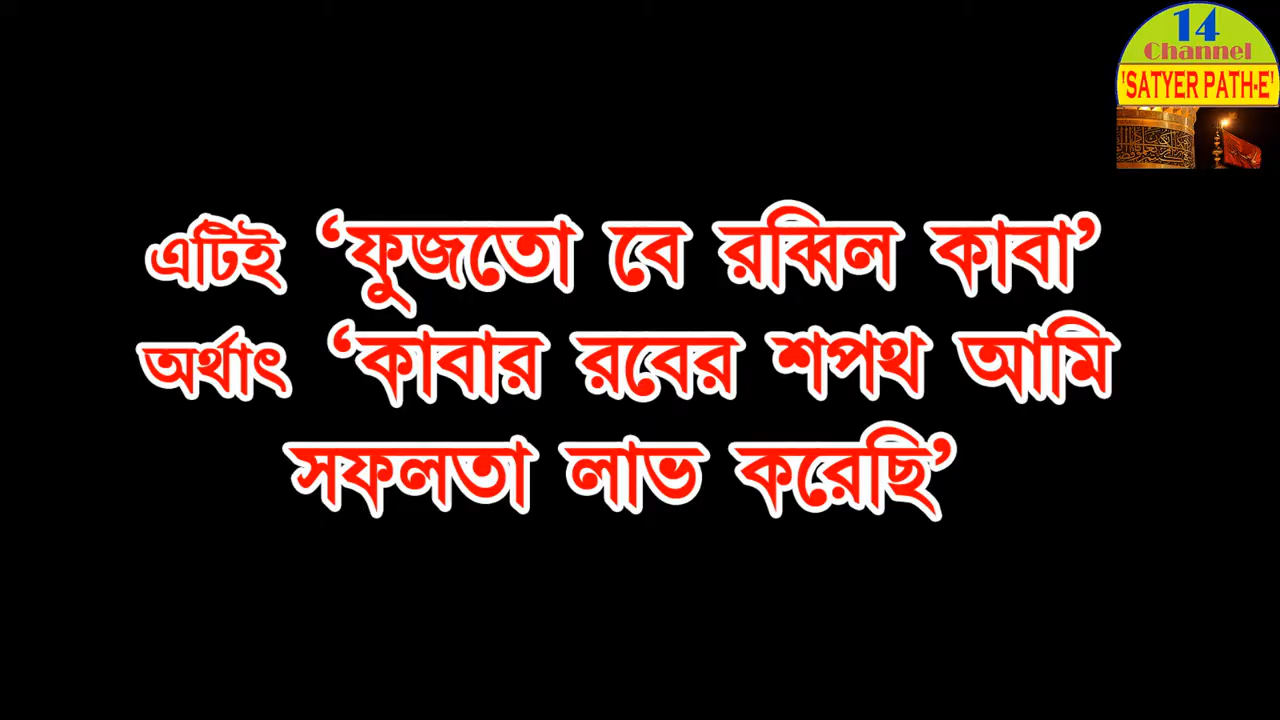 14
Channel
'SATYER PATH-E'
এটিই ‘ফুজতো বে রব্বিল কাবা’
অর্থাৎ ‘কাবার রবের শপথ আমি
সফলতা লাভ করেছি’